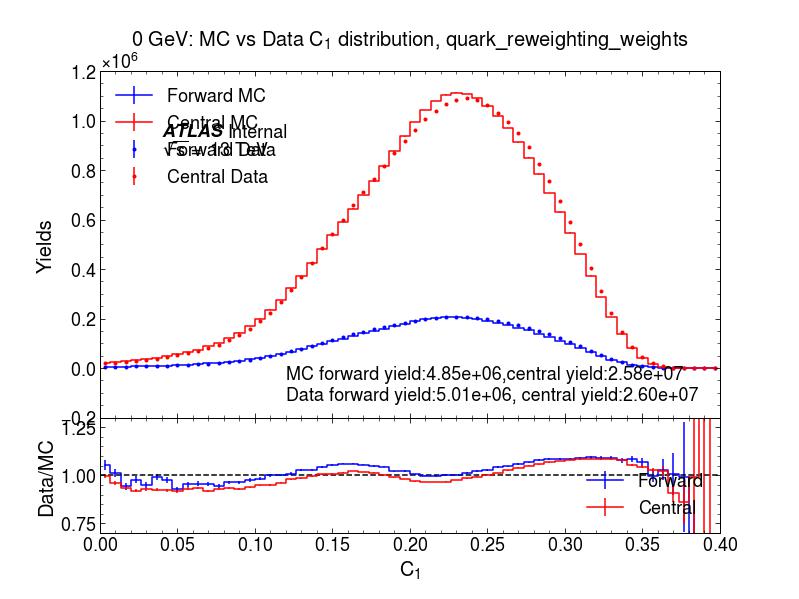 0 GeV: MC vs Data C₁ distribution, quark_reweighting_weights
×10⁶
1.2
1.0
0.8
0.6
0.4
0.2
0.0
0.2
Yields
Forward MC
Central MC
ATLAS Internal
√s = 13 TeV
Forward Data
Central Data
MC forward yield:4.85e+06,central yield:2.58e+07
Data forward yield:5.01e+06, central yield:2.60e+07
1.25
1.00
0.75
Data/MC
Forward
Central
0.00 0.05 0.10 0.15 0.20 0.25 0.30 0.35 0.40
C₁